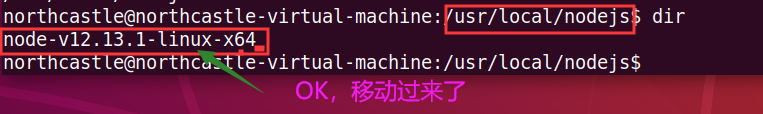 northcastle@northcastle-virtual-machine:/usr/local/nodejs$ dir
node-v12.13.1-linux-x64
northcastle@northcastle-virtual-machine:/usr/local/nodejs$
OK，移动过来了